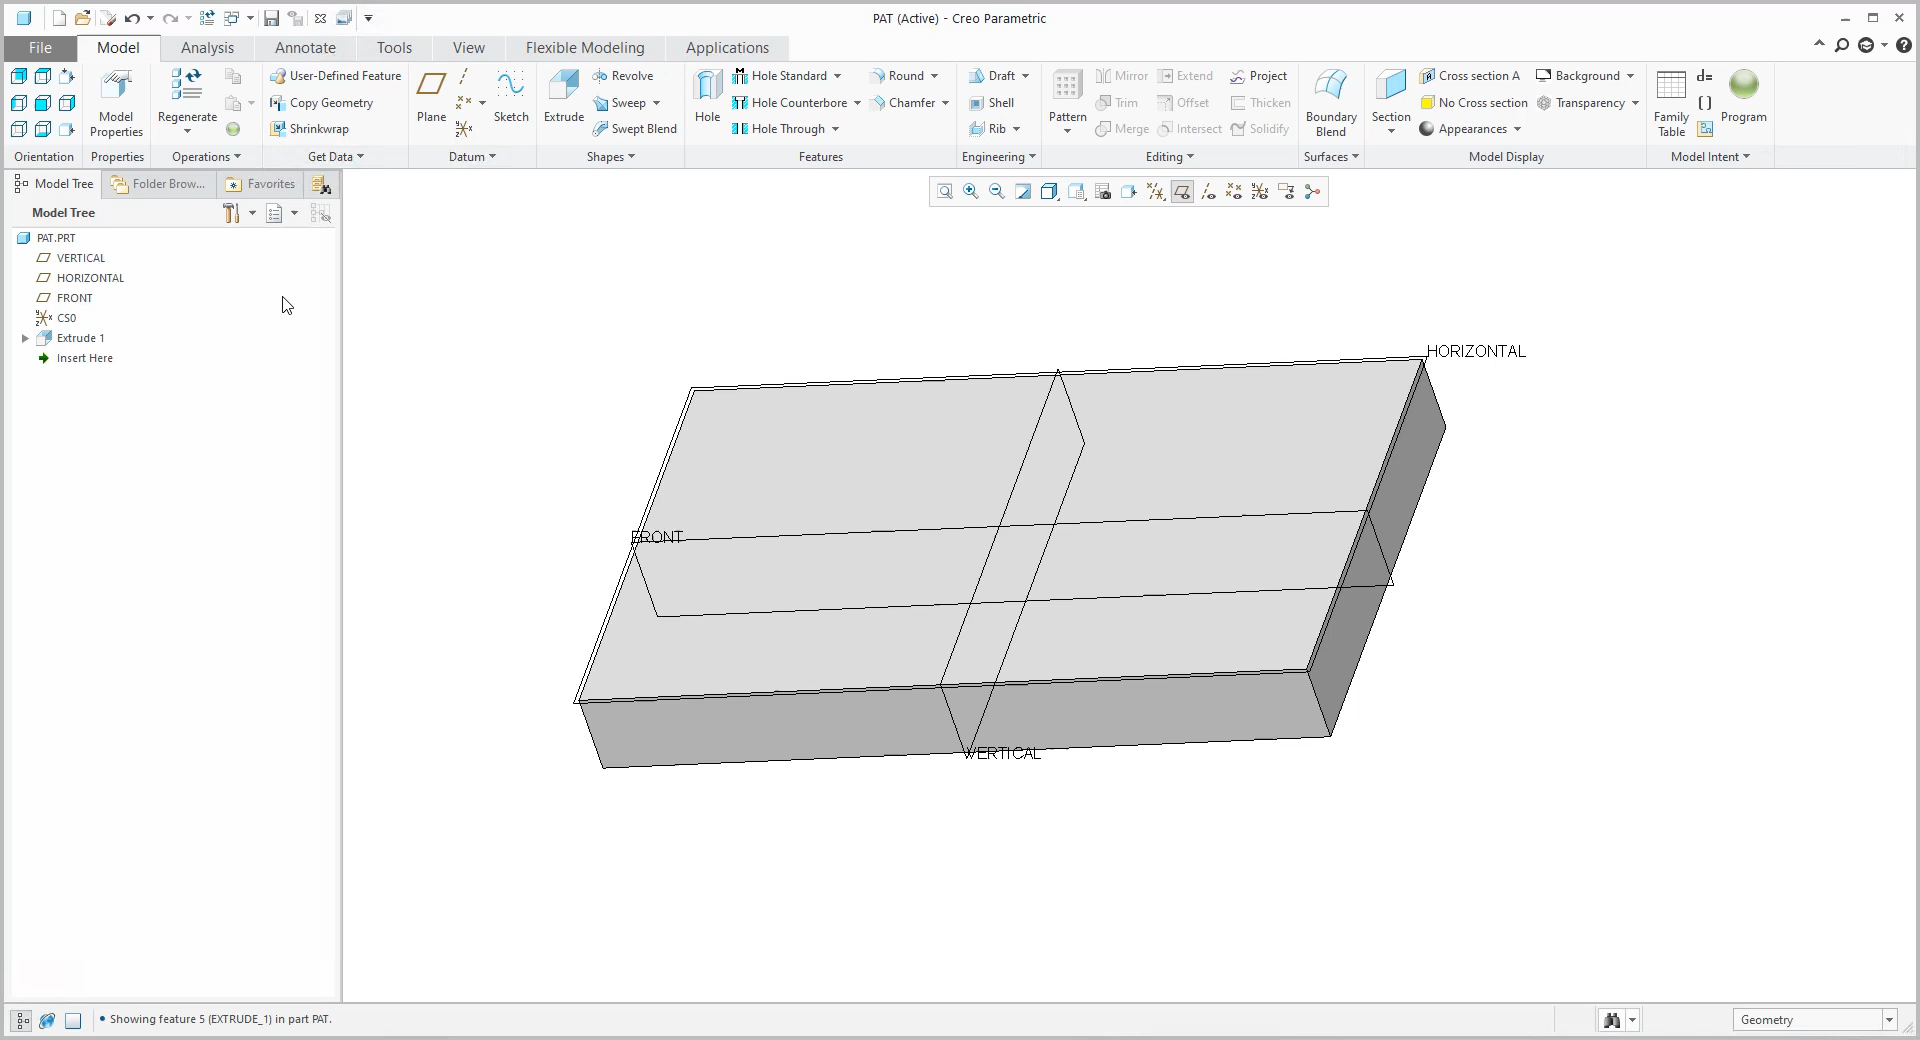 PAT (Active) - Creo Parametric
File Model Analysis Annotate Tools View Flexible Modeling Applications
User-Defined Feature Revolve Hole Standard Round Draft Mirror Extend Project Cross section A Background d=
Copy Geometry Sweep Hole Counterbore Chamfer Shell Trim Offset Thicken No Cross section Transparency [ ]
Model Properties Regenerate Plane Sketch Extrude Hole Pattern Boundary Blend Section Family Table Program
Shrinkwrap Swept Blend Hole Through Rib Merge Intersect Solidify Appearances
Orientation Properties Operations Get Data Datum Shapes Features Engineering Editing Surfaces Model Display Model Intent
Model Tree Folder Brow... Favorites
Model Tree
PAT.PRT
VERTICAL
HORIZONTAL
FRONT
CS0
Extrude 1
Insert Here
HORIZONTAL
FRONT
VERTICAL
Showing feature 5 (EXTRUDE_1) in part PAT.
Geometry